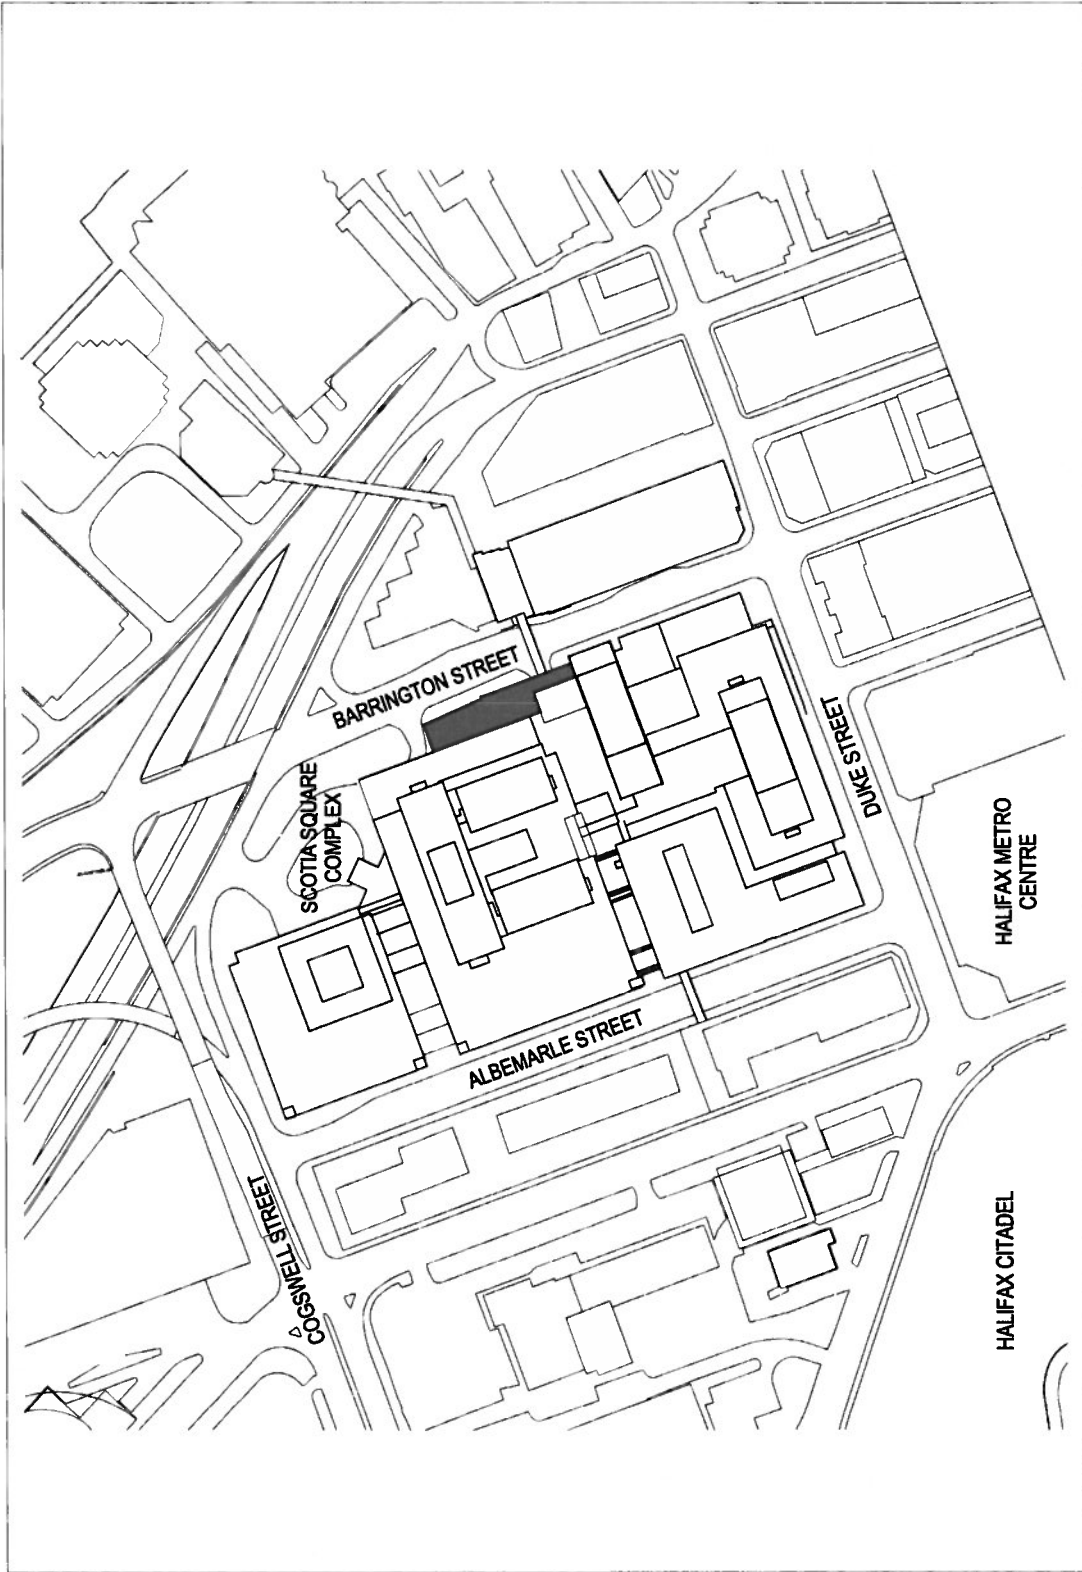 BARRINGTON STREET
SCOTIA SQUARE
COMPLEX
DUKE STREET
HALIFAX METRO
CENTRE
ALBEMARLE STREET
COGSWELL STREET
HALIFAX CITADEL